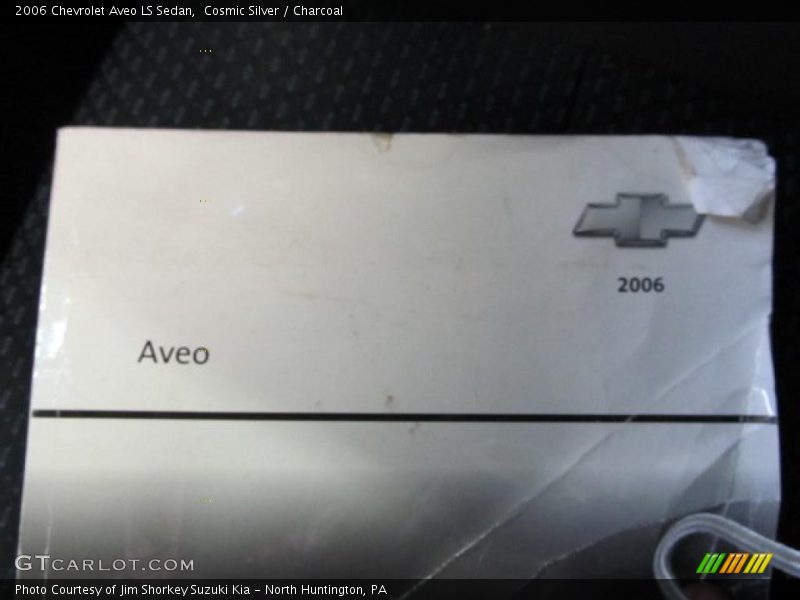 2006 Chevrolet Aveo LS Sedan,  Cosmic Silver / Charcoal
2006
Aveo
GTCARLOT.COM
Photo Courtesy of Jim Shorkey Suzuki Kia - North Huntington, PA